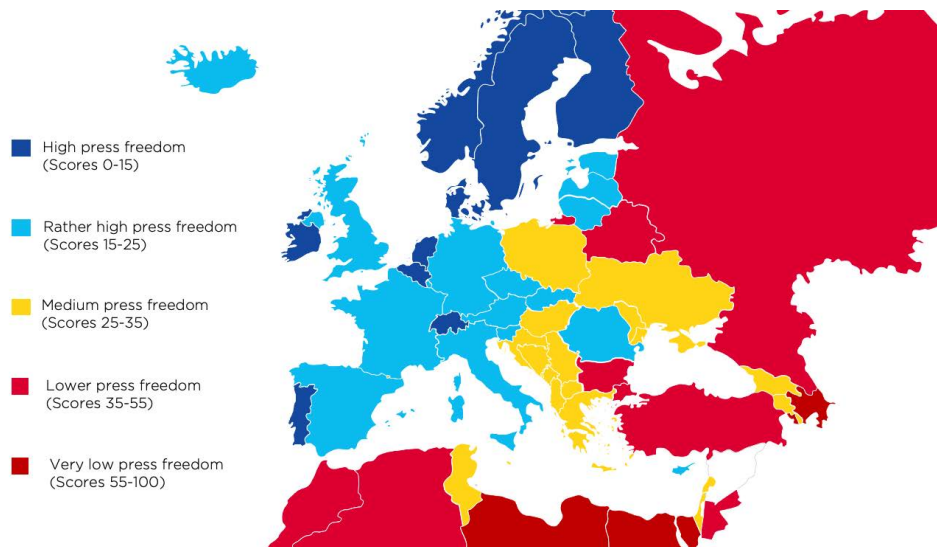 High press freedom
(Scores 0-15)
Rather high press freedom
(Scores 15-25)
Medium press freedom
(Scores 25-35)
Lower press freedom
(Scores 35-55)
Very low press freedom
(Scores 55-100)